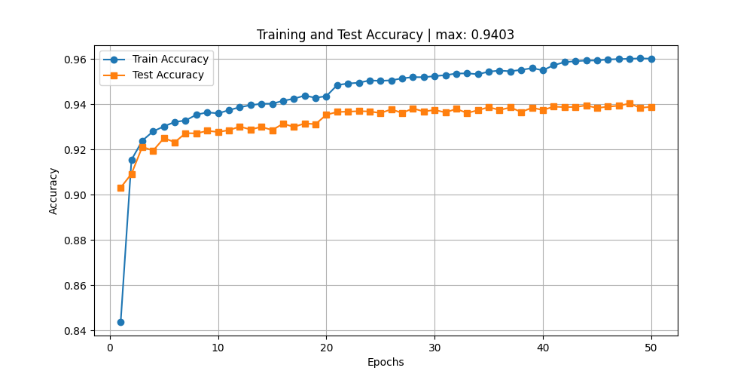 Training and Test Accuracy | max: 0.9403
Train Accuracy
Test Accuracy
Accuracy
0.96
0.94
0.92
0.90
0.88
0.86
0.84
0
10
20
30
40
50
Epochs